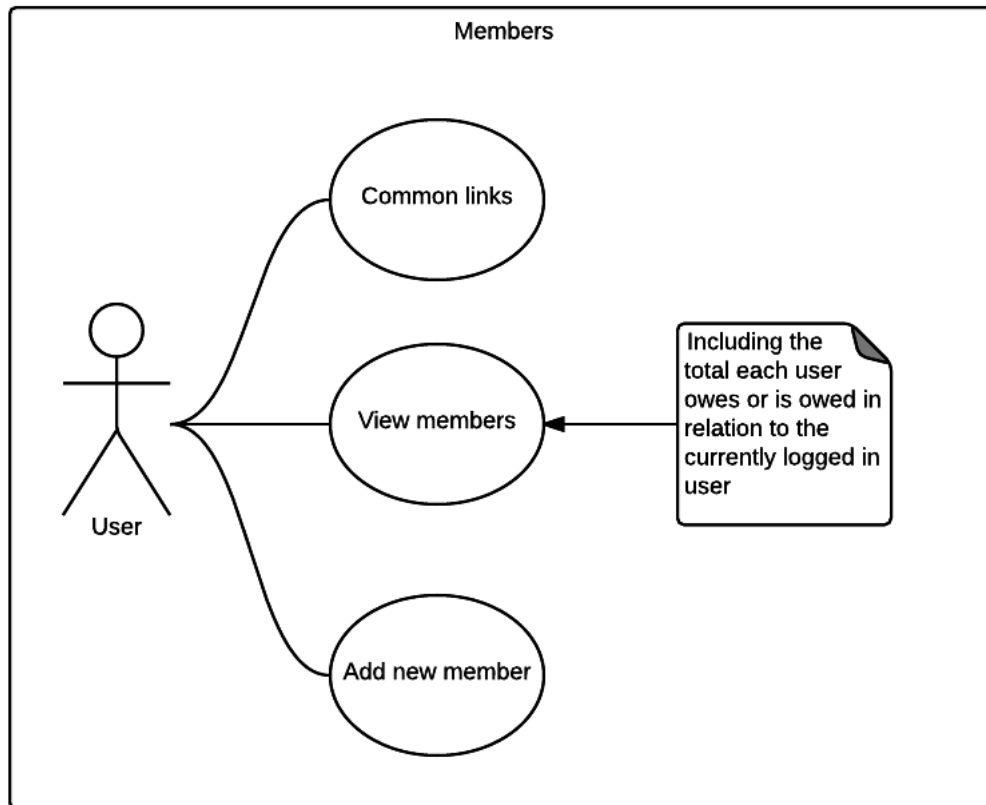 Members
Common links
View members
Including the
total each user
owes or is owed in
relation to the
currently logged in
user
User
Add new member